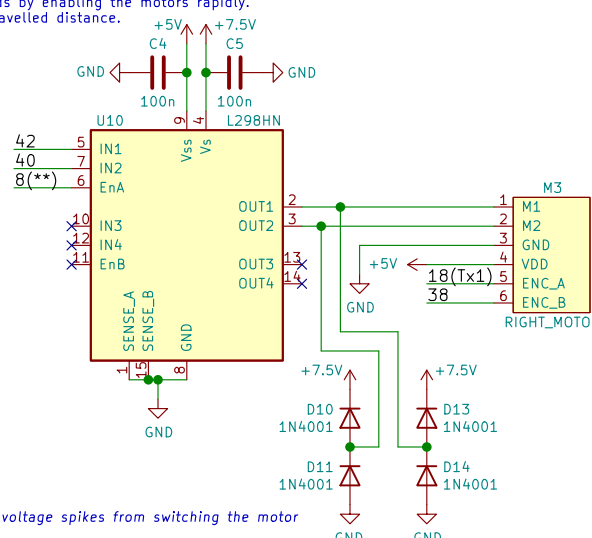 ds by enabling the motors rapidly.
avelled distance.
+5V +7.5V
C4 C5
GND GND
100n 100n
U10 L298HN
9 4
Vss Vs
42 5 IN1
40 7 IN2
8(**) 6 EnA
10 IN3
12 IN4
11 EnB
OUT1 2
OUT2 3
OUT3 13
OUT4 14
SENSE_A SENSE_B GND
1 15 8
GND
M3
1 M1
2 M2
3 GND
+5V 4 VDD
18(Tx1) 5 ENC_A
38 6 ENC_B
GND
RIGHT_MOTO
+7.5V +7.5V
D10 D13
1N4001 1N4001
D11 D14
1N4001 1N4001
voltage spikes from switching the motor
GND GND